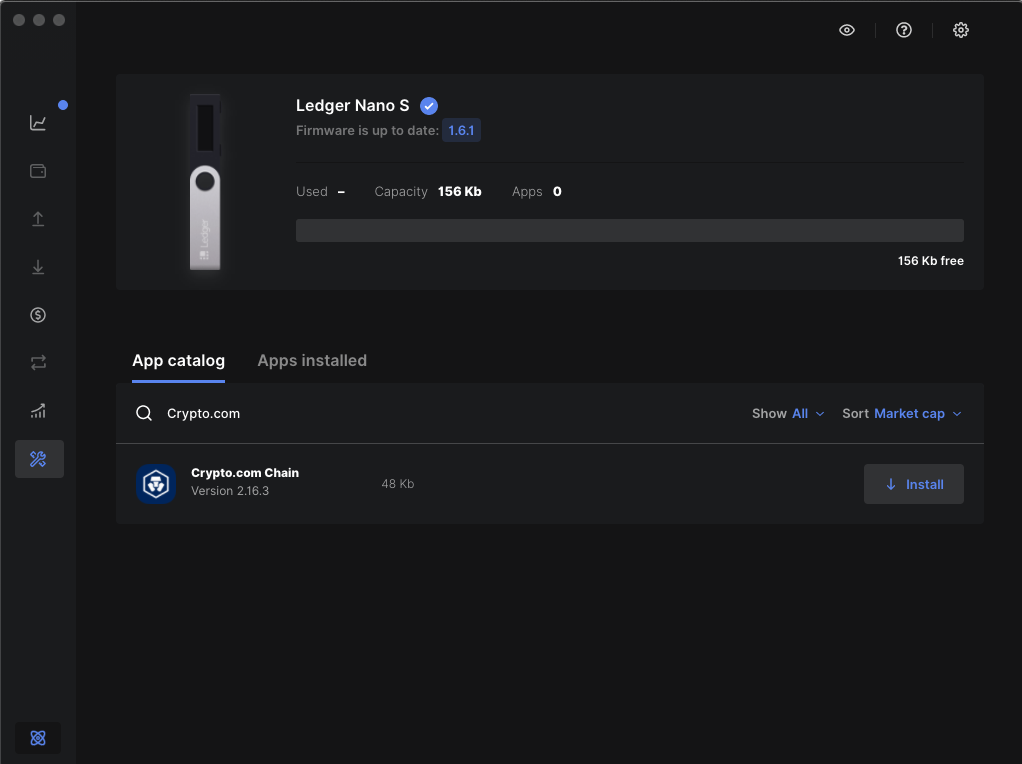 Ledger Nano S
Firmware is up to date: 1.6.1
Used – Capacity 156 Kb Apps 0
156 Kb free
Ledger
App catalog Apps installed
Crypto.com Show All Sort Market cap
Crypto.com Chain
Version 2.16.3
48 Kb
Install